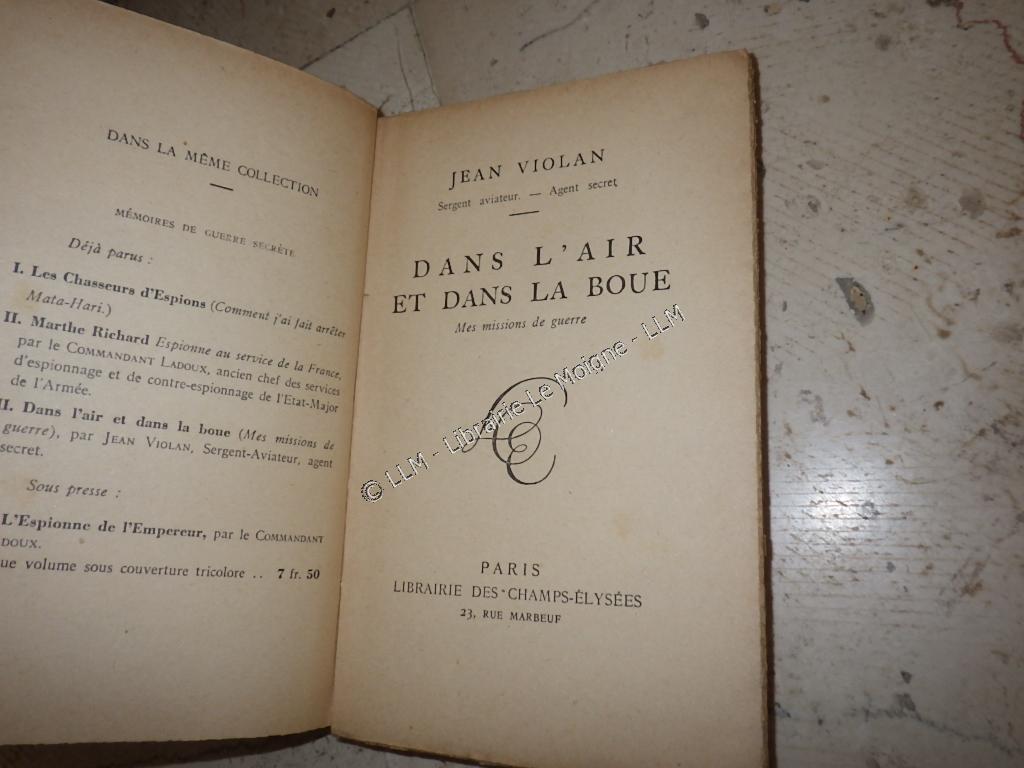 DANS LA MÊME COLLECTION
MÉMOIRES DE GUERRE SECRÈTE
Déjà parus :
I. Les Chasseurs d'Espions (Comment j'ai fait arrêter
Mata-Hari.)
II. Marthe Richard Espionne au service de la France,
par le COMMANDANT LADOUX, ancien chef des services
d'espionnage et de contre-espionnage de l'Etat-Major
de l'Armée.
II. Dans l'air et dans la boue (Mes missions de
guerre), par JEAN VIOLAN, Sergent-Aviateur, agent
secret.
Sous presse :
L'Espionne de l'Empereur, par le COMMANDANT
DOUX.
ue volume sous couverture tricolore .. 7 fr. 50
JEAN VIOLAN
Sergent aviateur. — Agent secret
DANS L'AIR
ET DANS LA BOUE
Mes missions de guerre
PARIS
LIBRAIRIE DES CHAMPS-ÉLYSÉES
23, RUE MARBEUF
© LLM - Librairie Le Moigne - LLM